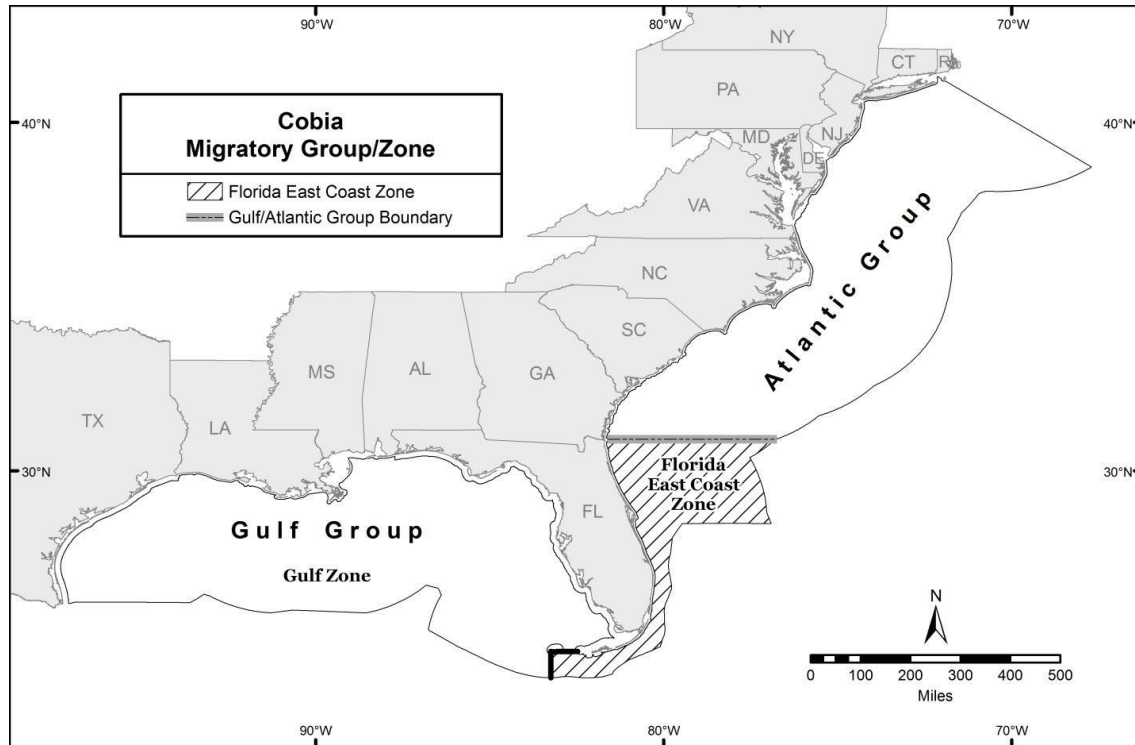 90°W
80°W
70°W
NY
CT
RI
PA
40°N
40°N
Cobia
Migratory Group/Zone
NJ
MD
DE
Florida East Coast Zone
Gulf/Atlantic Group Boundary
VA
Atlantic Group
NC
SC
MS
AL
GA
TX
LA
30°N
Florida
East Coast
Zone
30°N
FL
Gulf Group
Gulf Zone
N
0 100 200 300 400 500
Miles
90°W
80°W
70°W